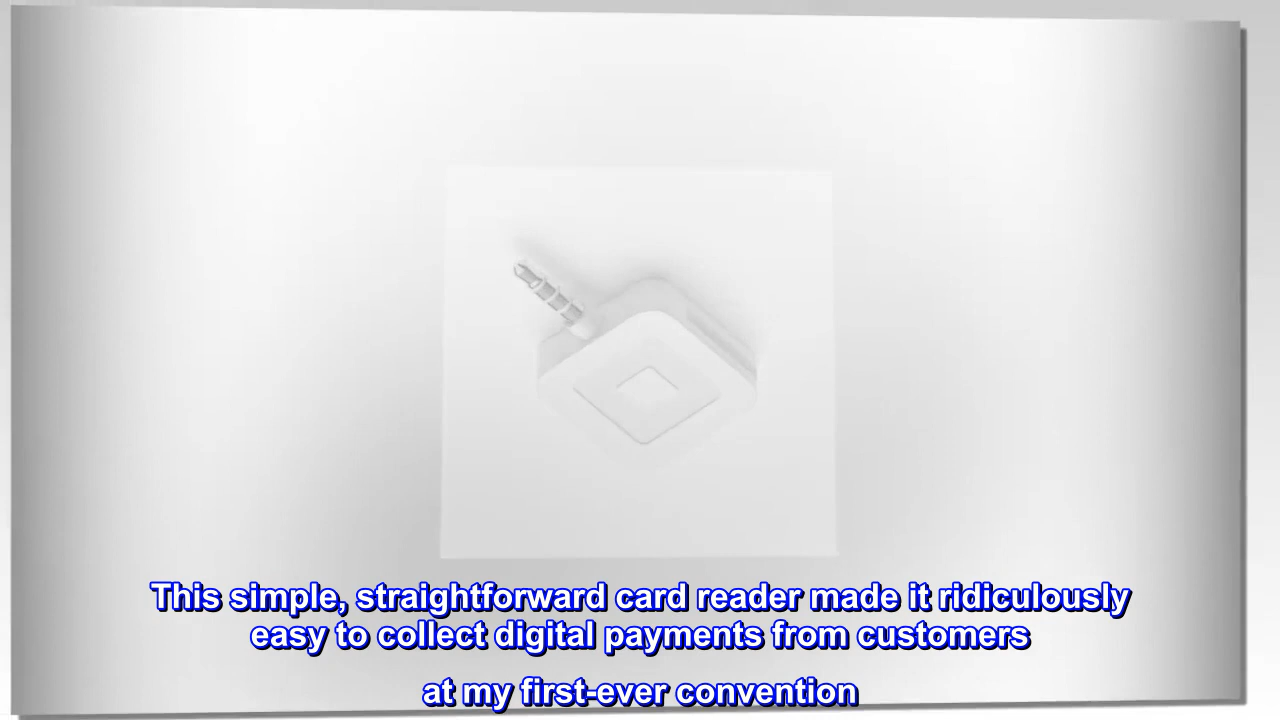 This simple, straightforward card reader made it ridiculously
easy to collect digital payments from customers
at my first-ever convention